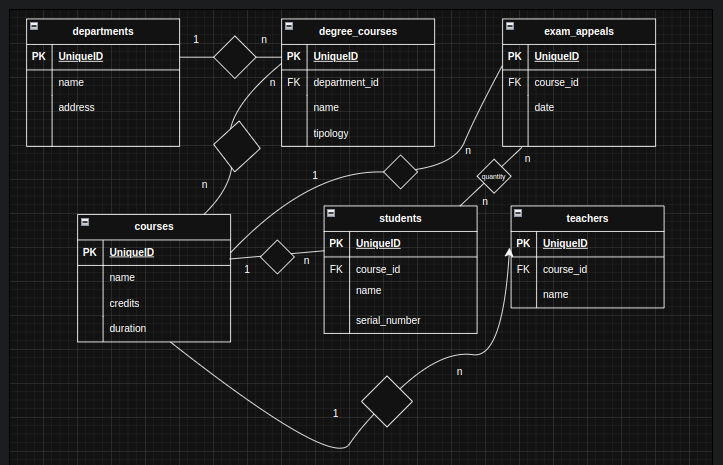 departments
PK UniqueID
name
address
1
n
degree_courses
PK UniqueID
FK department_id
name
tipology
exam_appeals
PK UniqueID
FK course_id
date
n
n
1
n
n
quantity
n
courses
PK UniqueID
name
credits
duration
1
n
students
PK UniqueID
FK course_id
name
serial_number
teachers
PK UniqueID
FK course_id
name
n
1